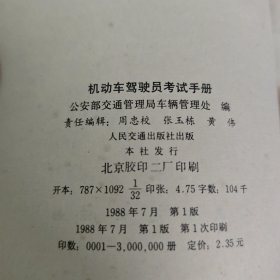 机动车驾驶员考试手册
公安部交通管理局车辆管理处 编
责任编辑：周忠校 张玉栋 黄伟
人民交通出版社出版
本社发行
北京胶印二厂印刷
开本：787×1092 1/32 印张：4.75 字数：104千
1988年7月 第1版
1988年7月 第1版 第1次印刷
印数：0001—3,000,000册 定价：2.35元